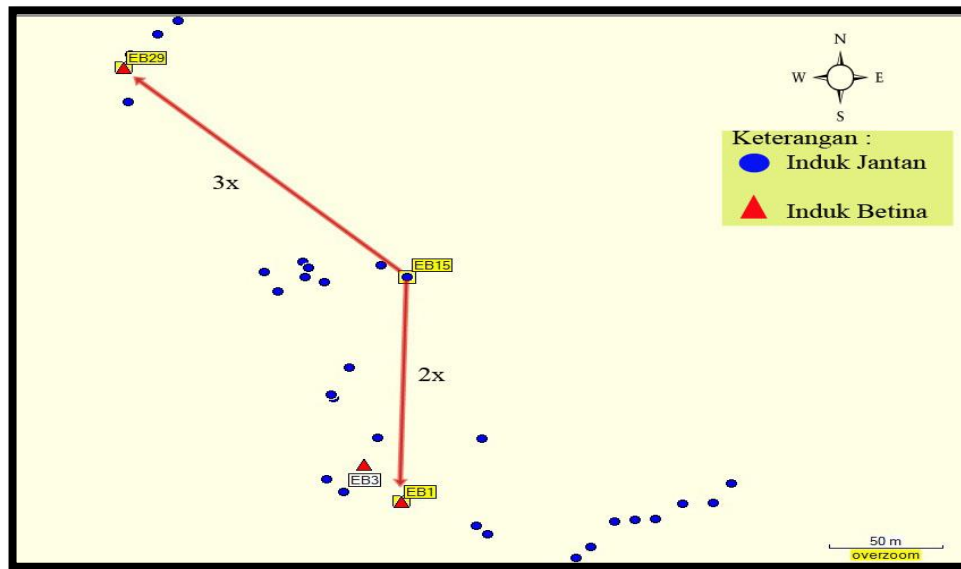 EB29
N
W
E
S
Keterangan :
Induk Jantan
Induk Betina
3x
EB15
2x
EB3
EB1
50 m
overzoom